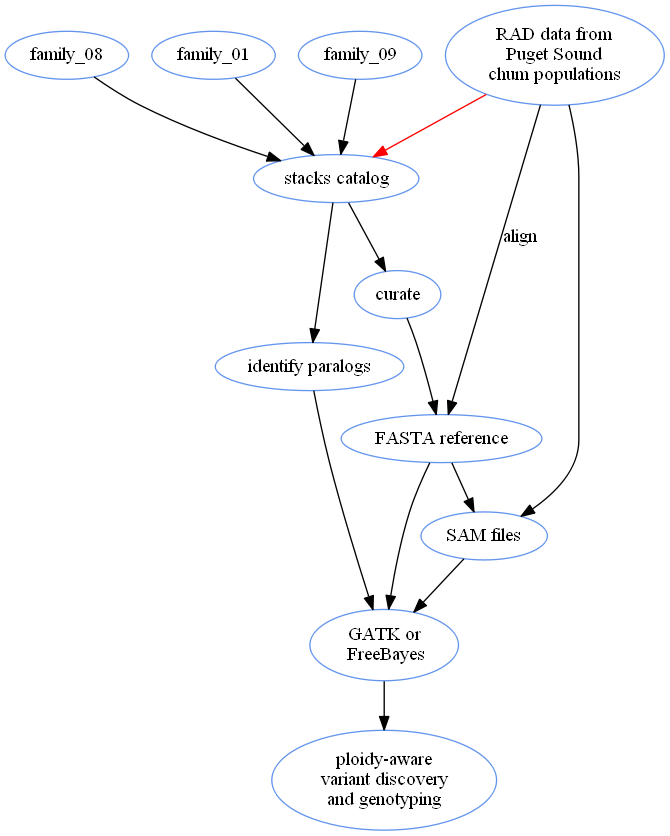 family_08
family_01
family_09
RAD data from
Puget Sound
chum populations
stacks catalog
align
curate
identify paralogs
FASTA reference
SAM files
GATK or
FreeBayes
ploidy-aware
variant discovery
and genotyping